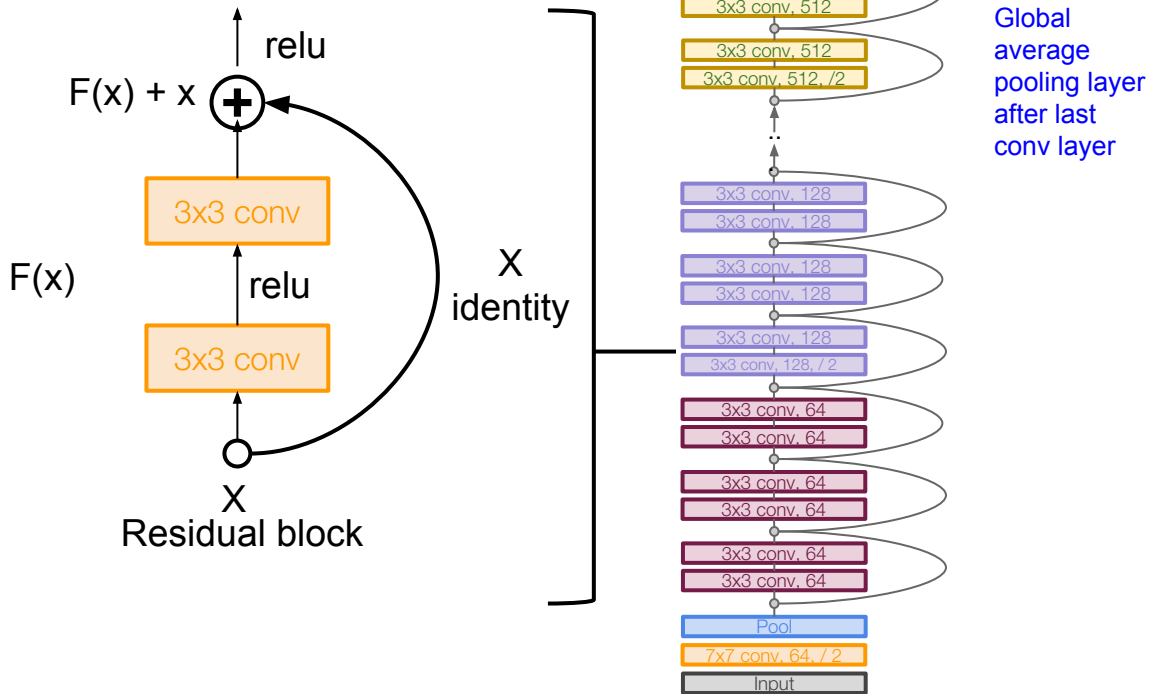 relu
F(x) + x
3x3 conv
F(x)
relu
X
identity
3x3 conv
X
Residual block
3x3 conv, 512
3x3 conv, 512
3x3 conv, 512, /2
..
3x3 conv, 128
3x3 conv, 128
3x3 conv, 128
3x3 conv, 128
3x3 conv, 128
3x3 conv, 128, / 2
3x3 conv, 64
3x3 conv, 64
3x3 conv, 64
3x3 conv, 64
3x3 conv, 64
3x3 conv, 64
Pool
7x7 conv, 64, / 2
Input
Global
average
pooling layer
after last
conv layer